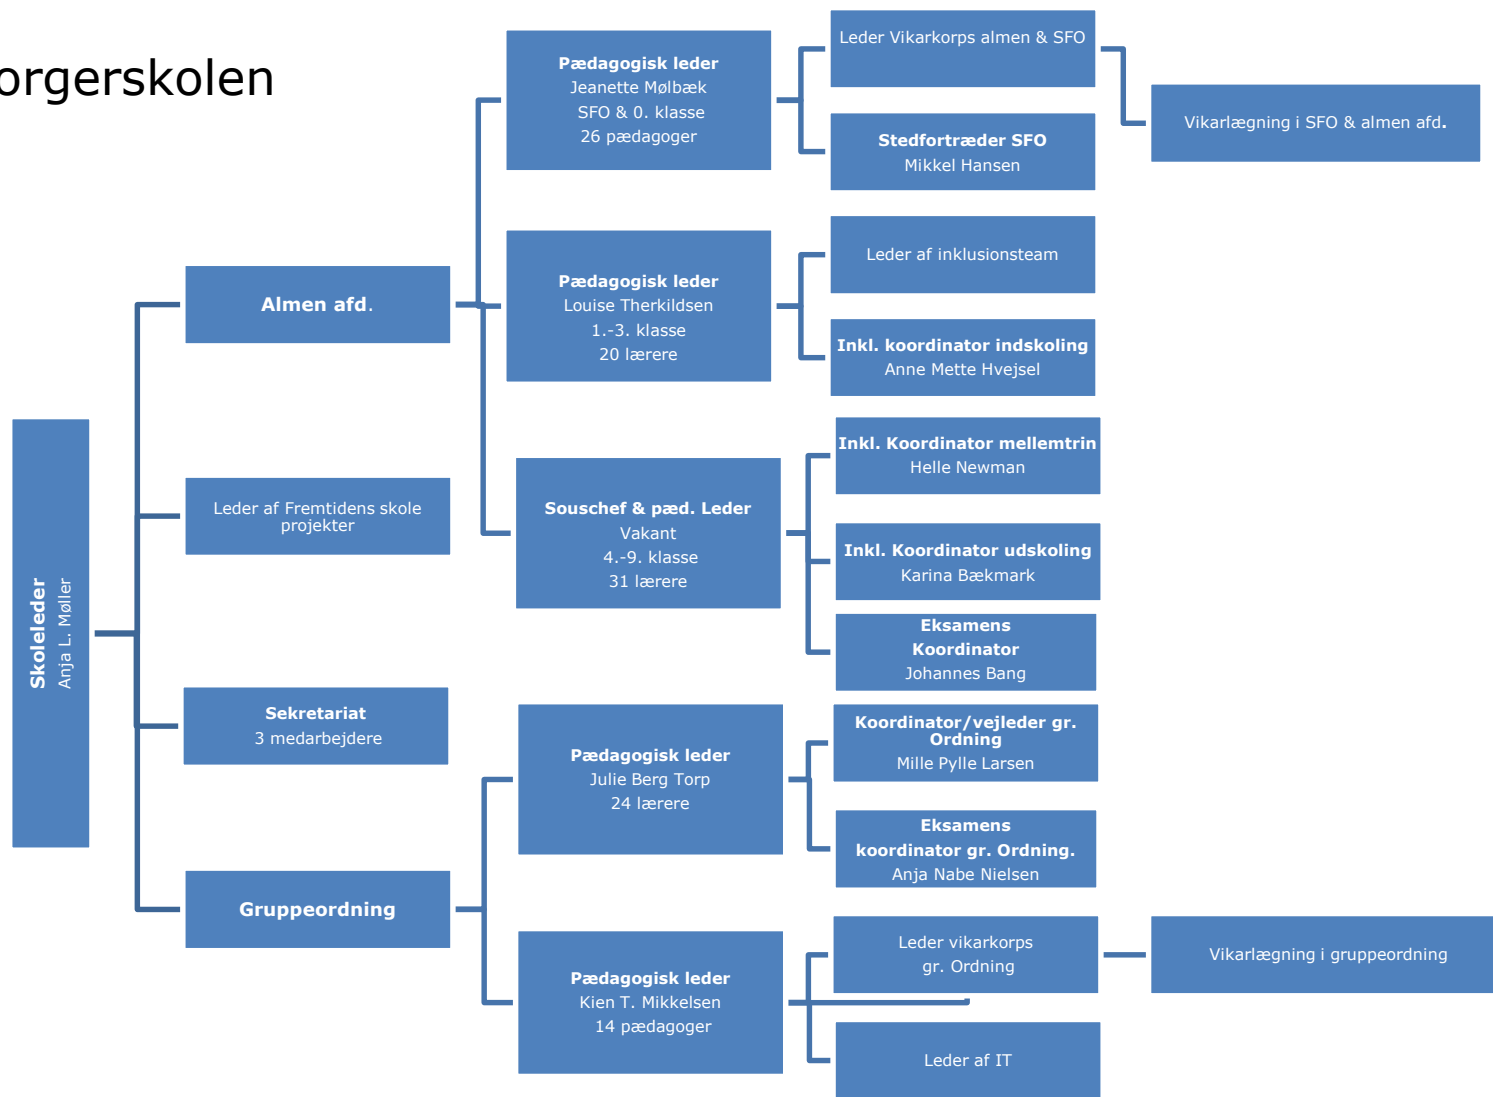 orgerskolen
Skoleleder
Anja L. Møller
Almen afd.
Leder af Fremtidens skole
projekter
Sekretariat
3 medarbejdere
Gruppeordning
Pædagogisk leder
Jeanette Mølbæk
SFO & 0. klasse
26 pædagoger
Pædagogisk leder
Louise Therkildsen
1.-3. klasse
20 lærere
Souschef & pæd. Leder
Vakant
4.-9. klasse
31 lærere
Pædagogisk leder
Julie Berg Torp
24 lærere
Pædagogisk leder
Kien T. Mikkelsen
14 pædagoger
Leder Vikarkorps almen & SFO
Stedfortræder SFO
Mikkel Hansen
Leder af inklusionsteam
Inkl. koordinator indskoling
Anne Mette Hvejsel
Inkl. Koordinator mellemtrin
Helle Newman
Inkl. Koordinator udskoling
Karina Bækmark
Eksamens
Koordinator
Johannes Bang
Koordinator/vejleder gr.
Ordning
Mille Pylle Larsen
Eksamens
koordinator gr. Ordning.
Anja Nabe Nielsen
Leder vikarkorps
gr. Ordning
Leder af IT
Vikarlægning i SFO & almen afd.
Vikarlægning i gruppeordning